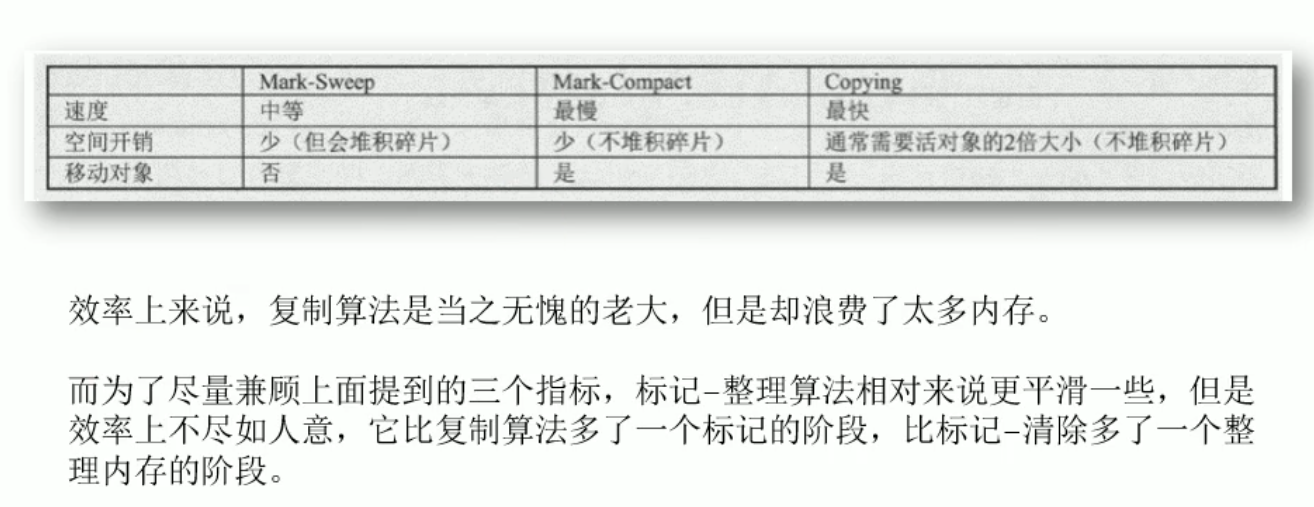 Mark-Sweep Mark-Compact Copying
速度 中等 最慢 最快
空间开销 少（但会堆积碎片） 少（不堆积碎片） 通常需要活对象的2倍大小（不堆积碎片）
移动对象 否 是 是
效率上来说，复制算法是当之无愧的老大，但是却浪费了太多内存。
而为了尽量兼顾上面提到的三个指标，标记-整理算法相对来说更平滑一些，但是
效率上不尽如人意，它比复制算法多了一个标记的阶段，比标记-清除多了一个整
理内存的阶段。